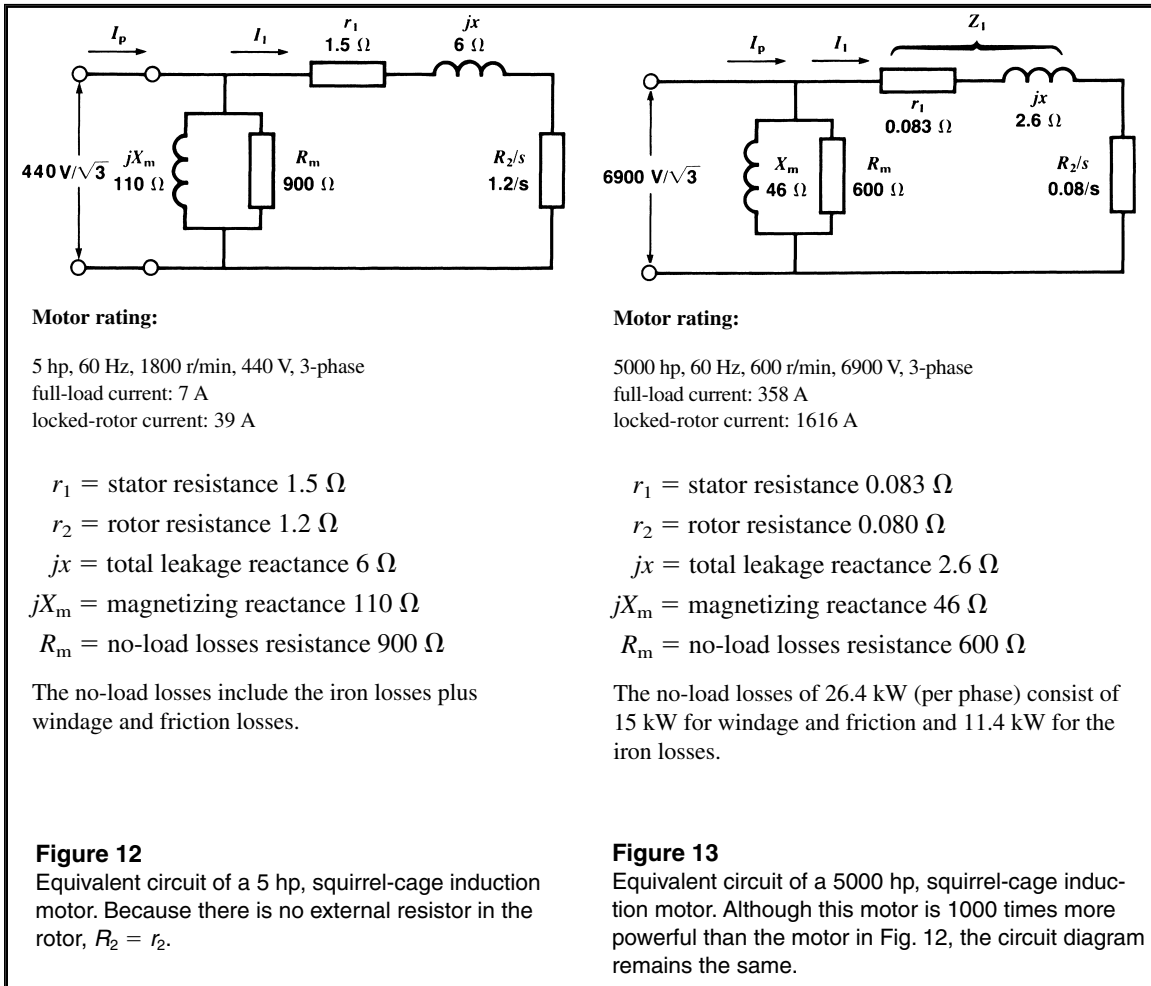 I_p
I_1
r_1
1.5 Ω
jx
6 Ω
440 V/√3
jX_m
110 Ω
R_m
900 Ω
R_2/s
1.2/s
Motor rating:
5 hp, 60 Hz, 1800 r/min, 440 V, 3-phase
full-load current: 7 A
locked-rotor current: 39 A
r_1 = stator resistance 1.5 Ω
r_2 = rotor resistance 1.2 Ω
jx = total leakage reactance 6 Ω
jX_m = magnetizing reactance 110 Ω
R_m = no-load losses resistance 900 Ω
The no-load losses include the iron losses plus
windage and friction losses.
Figure 12
Equivalent circuit of a 5 hp, squirrel-cage induction
motor. Because there is no external resistor in the
rotor, R_2 = r_2.
Z_1
I_p
I_1
r_1
0.083 Ω
jx
2.6 Ω
6900 V/√3
X_m
46 Ω
R_m
600 Ω
R_2/s
0.08/s
Motor rating:
5000 hp, 60 Hz, 600 r/min, 6900 V, 3-phase
full-load current: 358 A
locked-rotor current: 1616 A
r_1 = stator resistance 0.083 Ω
r_2 = rotor resistance 0.080 Ω
jx = total leakage reactance 2.6 Ω
jX_m = magnetizing reactance 46 Ω
R_m = no-load losses resistance 600 Ω
The no-load losses of 26.4 kW (per phase) consist of
15 kW for windage and friction and 11.4 kW for the
iron losses.
Figure 13
Equivalent circuit of a 5000 hp, squirrel-cage induc-
tion motor. Although this motor is 1000 times more
powerful than the motor in Fig. 12, the circuit diagram
remains the same.